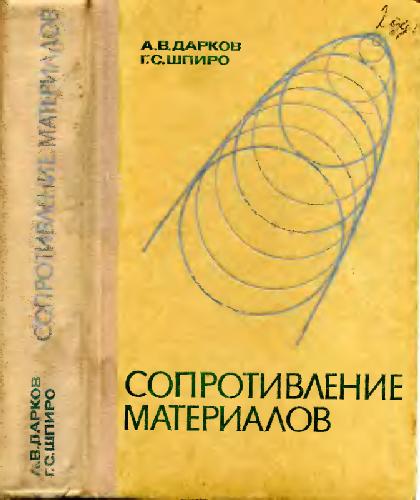 А.В.ДАРКОВ
Г.С.ШПИРО
СОПРОТИВЛЕНИЕ
МАТЕРИАЛОВ
СОПРОТИВЛЕНИЕ МАТЕРИАЛОВ
А.В.ДАРКОВ
Г.С.ШПИРО